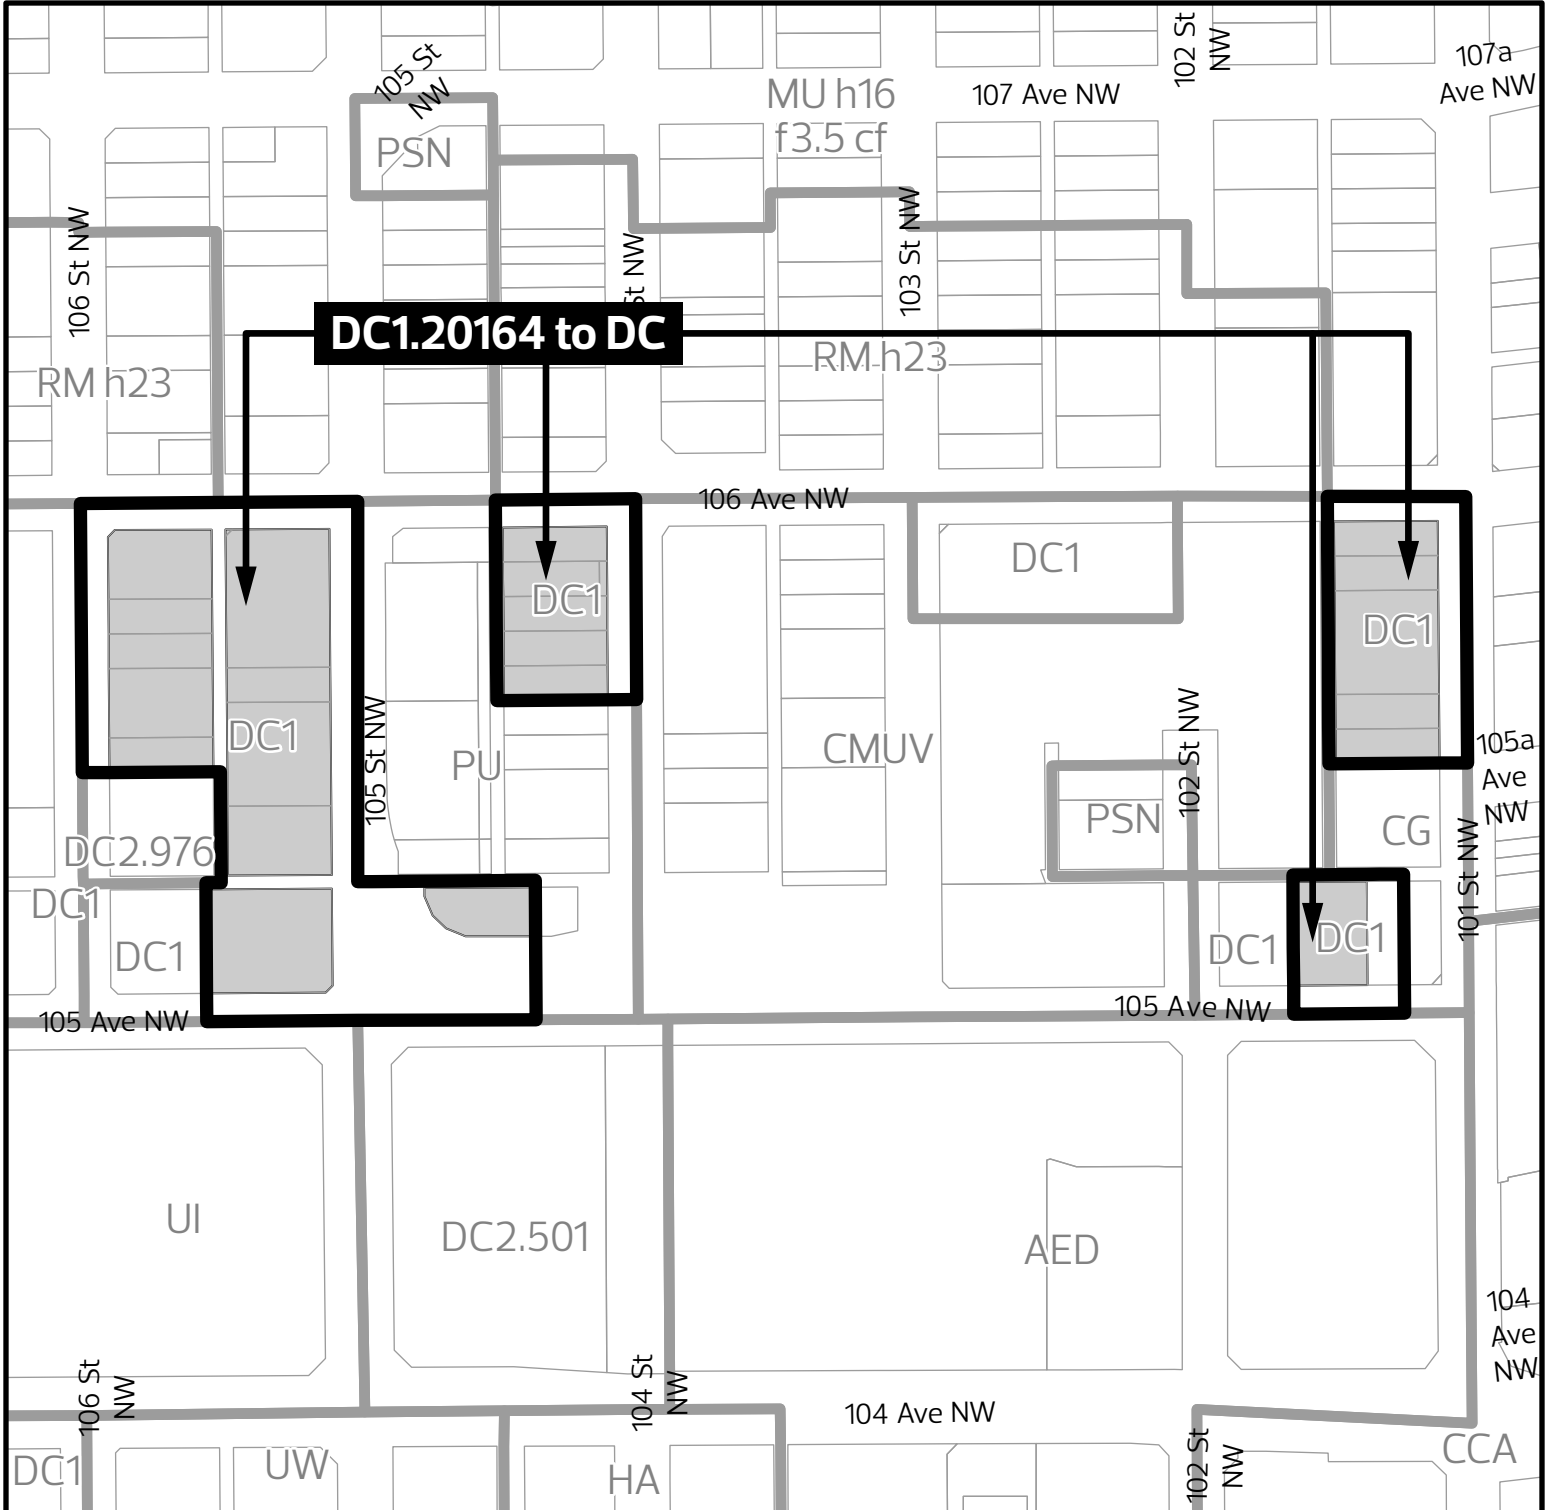 105 St
NW
102 St
NW
107a
Ave NW
MU h16
f3.5 cf
107 Ave NW
PSN
106 St NW
St NW
103 St NW
DC1.20164 to DC
RM h23
RM h23
106 Ave NW
DC1
DC1
DC1
DC1
105 St NW
PU
CMUV
102 St NW
105a
Ave
NW
PSN
CG
DC2.976
DC1
DC1
101 St NW
DC1
DC1
105 Ave NW
105 Ave NW
UI
DC2.501
AED
104
Ave
NW
106 St
NW
104 St
NW
104 Ave NW
102 St
NW
CCA
DC1
UW
HA